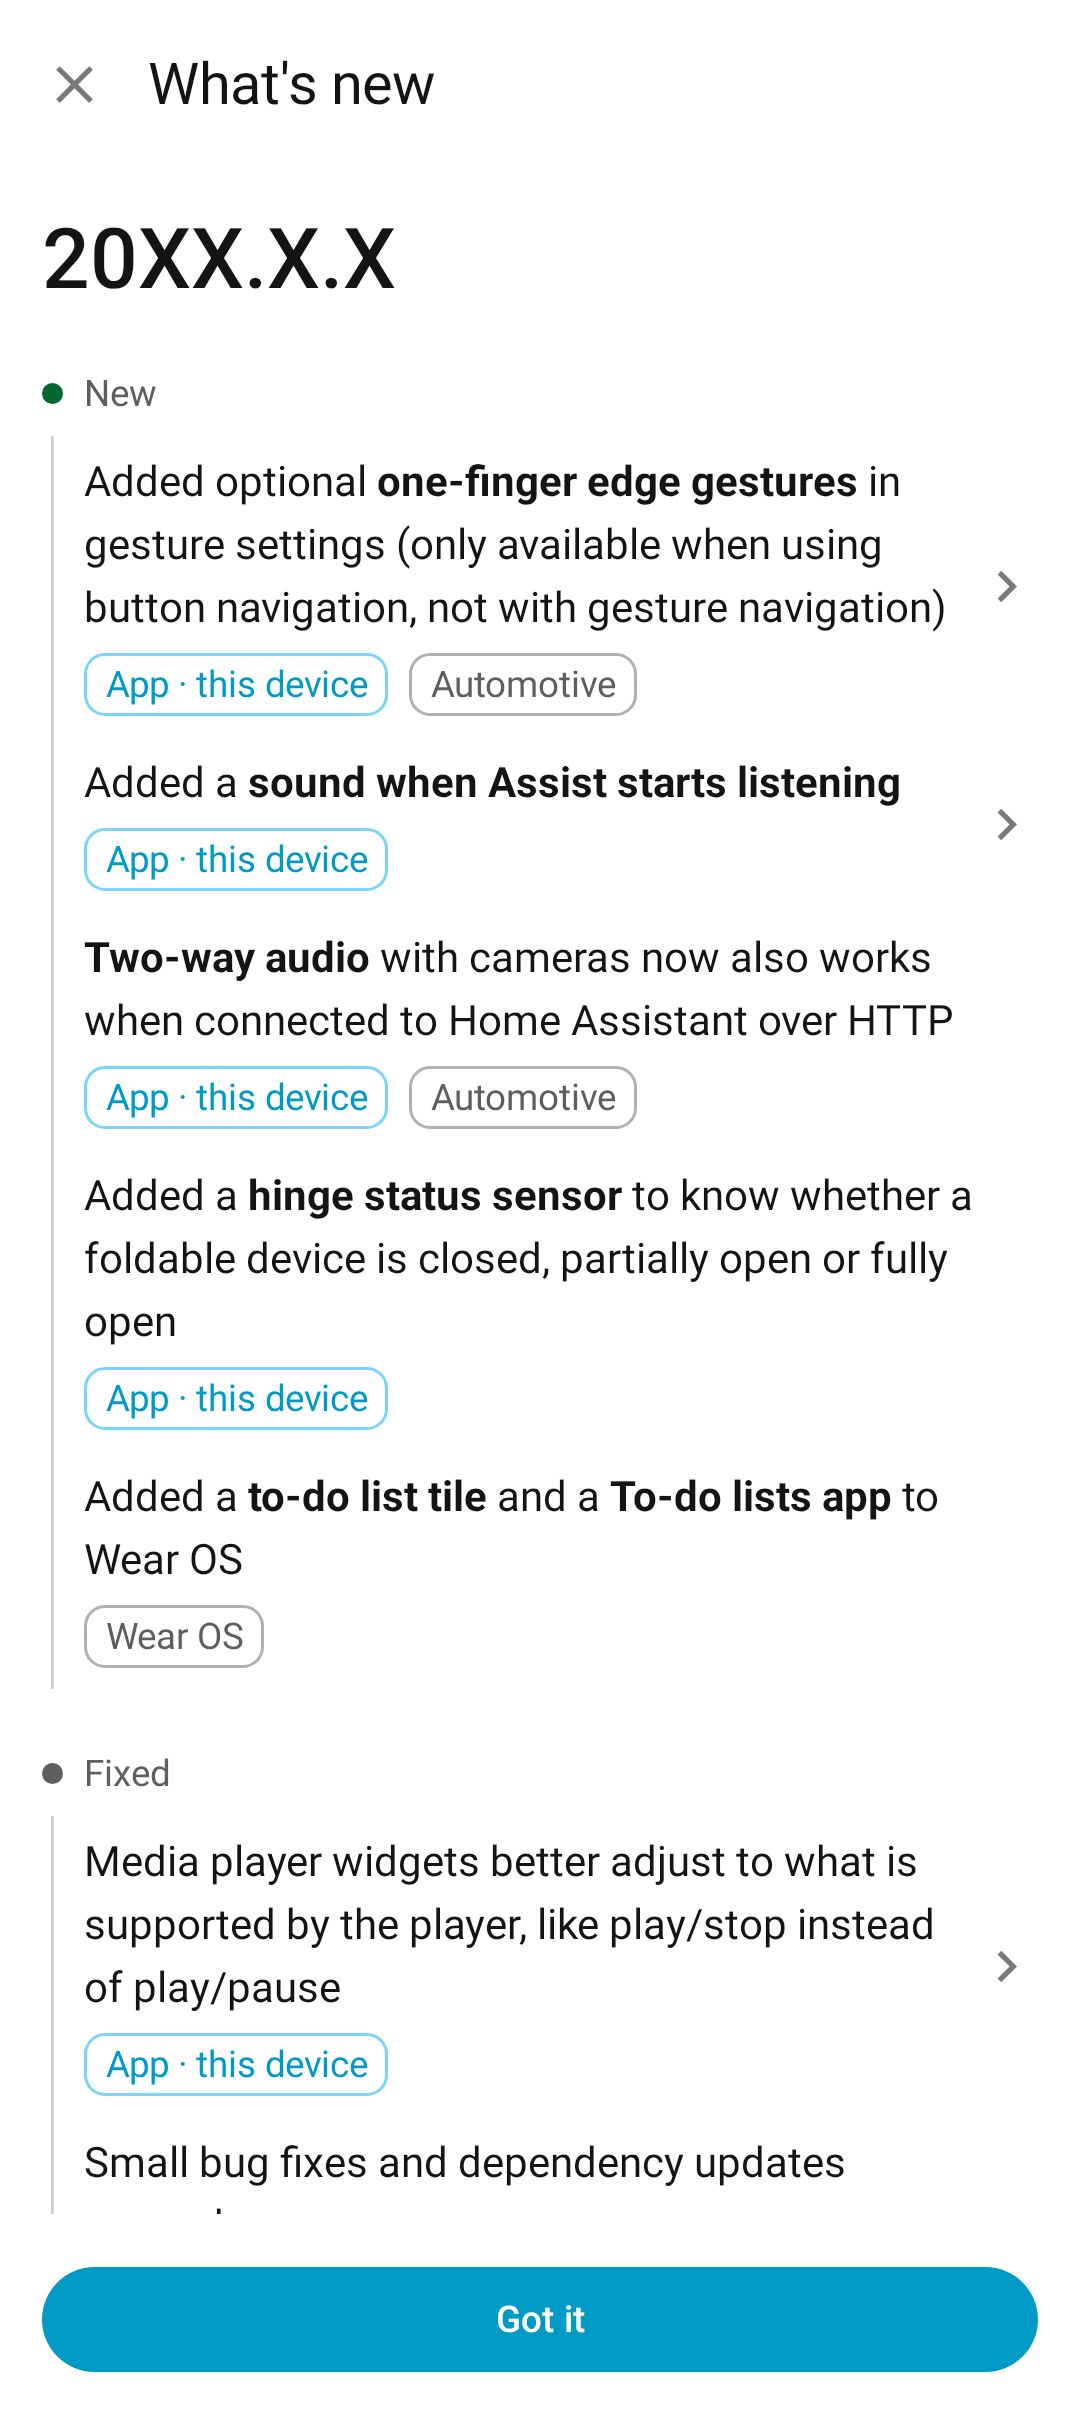 What's new
20XX.X.X
New
Added optional one-finger edge gestures in
gesture settings (only available when using
button navigation, not with gesture navigation)
App · this device
Automotive
Added a sound when Assist starts listening
App · this device
Two-way audio with cameras now also works
when connected to Home Assistant over HTTP
App · this device
Automotive
Added a hinge status sensor to know whether a
foldable device is closed, partially open or fully
open
App · this device
Added a to-do list tile and a To-do lists app to
Wear OS
Wear OS
Fixed
Media player widgets better adjust to what is
supported by the player, like play/stop instead
of play/pause
App · this device
Small bug fixes and dependency updates
Got it